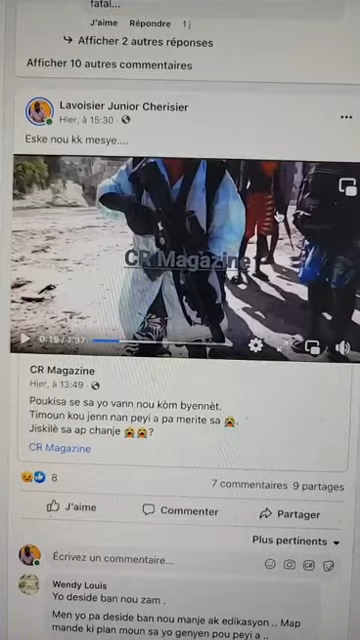 fatal...
J'aime Répondre 1 j
Afficher 2 autres réponses
Afficher 10 autres commentaires
Lavoisier Junior Cherisier
Hier, à 15:30 ·
Eske nou kk mesye....
CR Magazine
0:19 / 1:37
CR Magazine
Hier, à 13:49 ·
Poukisa se sa yo vann nou kòm byennèt.
Timoun kou jenn nan peyi a pa merite sa 😭.
Jiskilè sa ap chanje 😭😭?
CR Magazine
8
7 commentaires 9 partages
J'aime Commenter Partager
Plus pertinents
Écrivez un commentaire...
Wendy Louis
Yo deside ban nou zam .
Men yo pa deside ban nou manje ak edikasyon .. Map
mande ki plan moun sa yo genyen pou peyi a ..